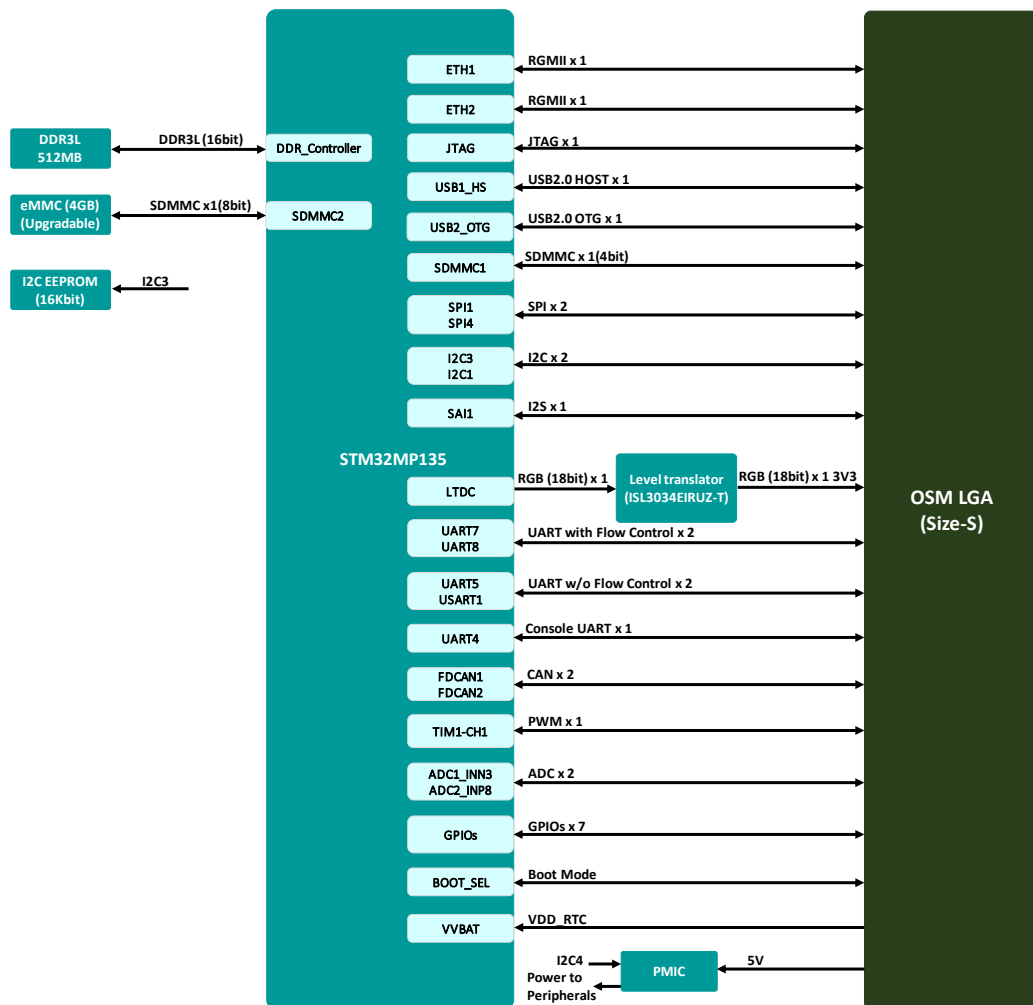 ETH1
RGMII x 1
ETH2
RGMII x 1
DDR3L
512MB
DDR3L (16bit)
DDR_Controller
JTAG
JTAG x 1
USB1_HS
USB2.0 HOST x 1
eMMC (4GB)
(Upgradable)
SDMMC x1(8bit)
SDMMC2
USB2_OTG
USB2.0 OTG x 1
SDMMC1
SDMMC x 1(4bit)
I2C EEPROM
(16Kbit)
I2C3
SPI1
SPI4
SPI x 2
I2C3
I2C1
I2C x 2
SAI1
I2S x 1
STM32MP135
LTDC
RGB (18bit) x 1
Level translator
(ISL3034EIRUZ-T)
RGB (18bit) x 1 3V3
OSM LGA
(Size-S)
UART7
UART8
UART with Flow Control x 2
UART5
USART1
UART w/o Flow Control x 2
UART4
Console UART x 1
FDCAN1
FDCAN2
CAN x 2
TIM1-CH1
PWM x 1
ADC1_INN3
ADC2_INP8
ADC x 2
GPIOs
GPIOs x 7
BOOT_SEL
Boot Mode
VVBAT
VDD_RTC
I2C4
Power to
Peripherals
PMIC
5V